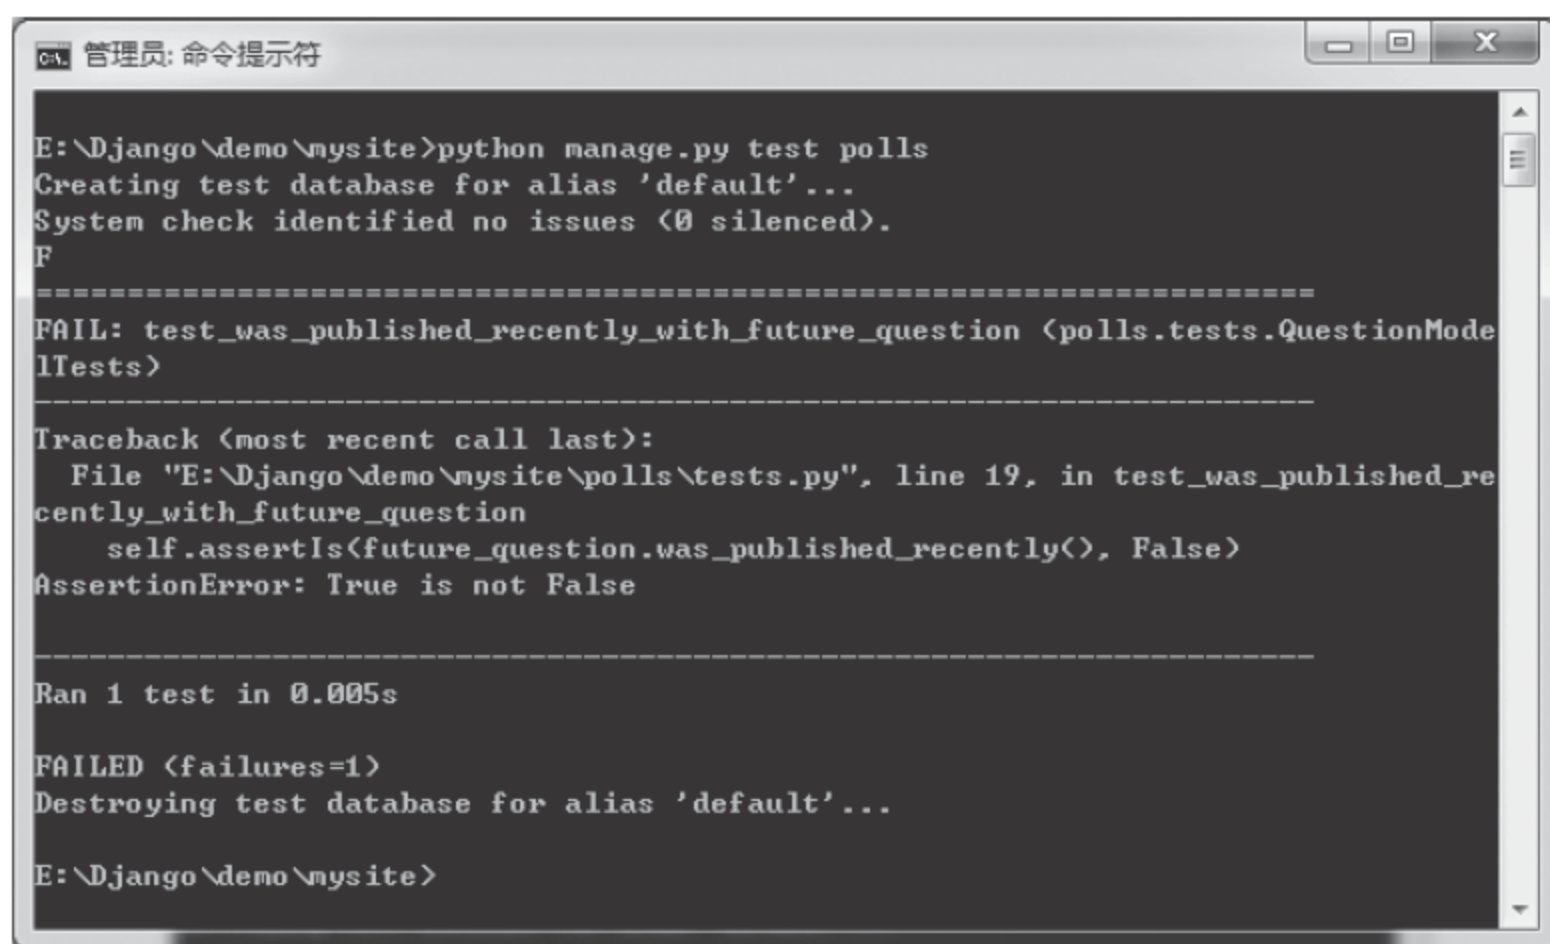 管理员: 命令提示符
E:\Django\demo\mysite>python manage.py test polls
Creating test database for alias 'default'...
System check identified no issues (0 silenced).
F
======================================================================
FAIL: test_was_published_recently_with_future_question (polls.tests.QuestionMode
lTests)
----------------------------------------------------------------------
Traceback (most recent call last):
  File "E:\Django\demo\mysite\polls\tests.py", line 19, in test_was_published_re
cently_with_future_question
    self.assertIs(future_question.was_published_recently(), False)
AssertionError: True is not False
----------------------------------------------------------------------
Ran 1 test in 0.005s
FAILED (failures=1)
Destroying test database for alias 'default'...
E:\Django\demo\mysite>